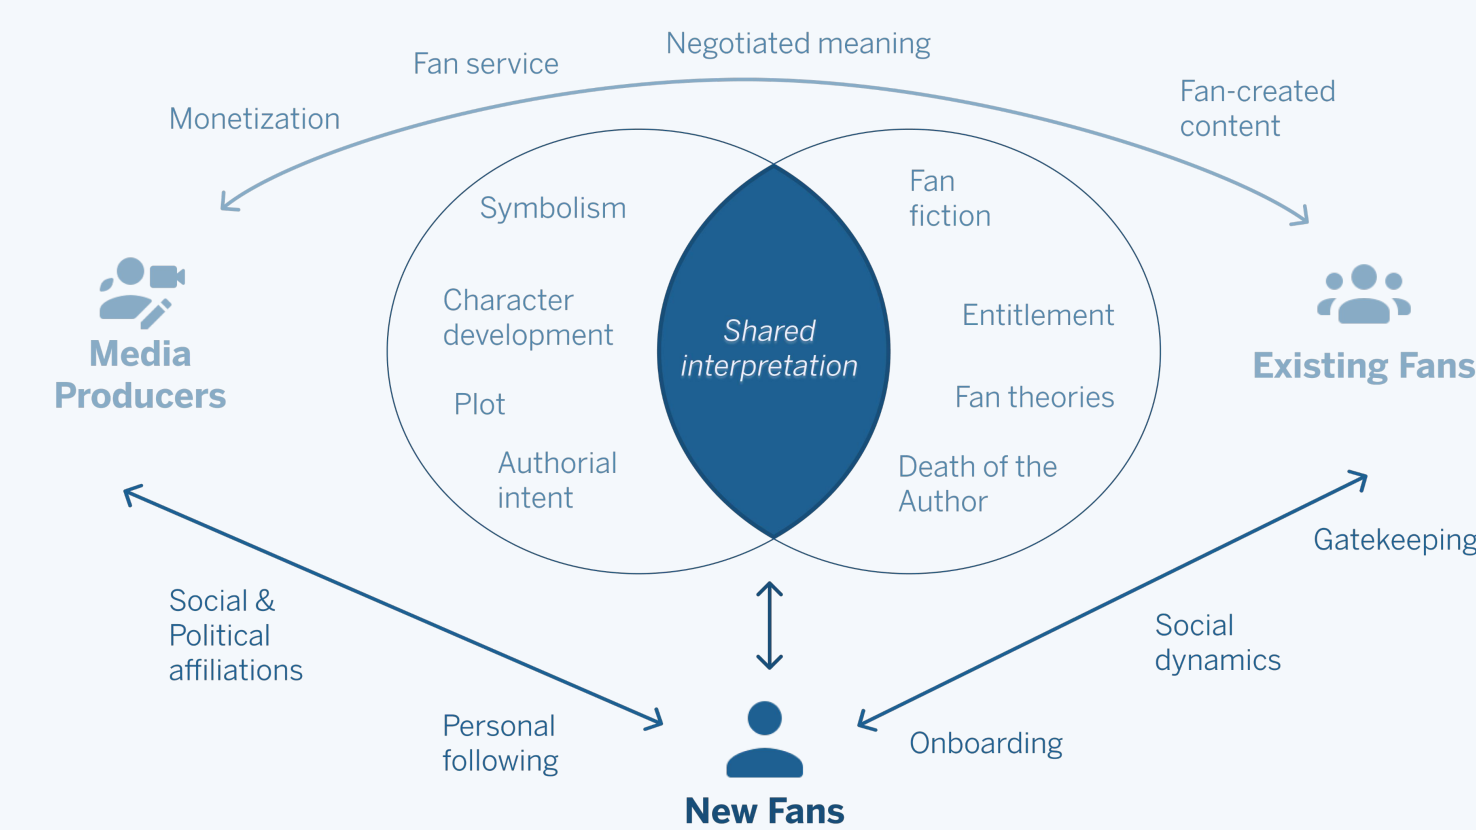 Negotiated meaning
Fan service
Monetization
Fan-created
content
Symbolism
Fan
fiction
Character
development
Shared
interpretation
Entitlement
Media
Producers
Existing Fans
Plot
Fan theories
Authorial
intent
Death of the
Author
Gatekeeping
Social &
Political
affiliations
Social
dynamics
Personal
following
Onboarding
New Fans